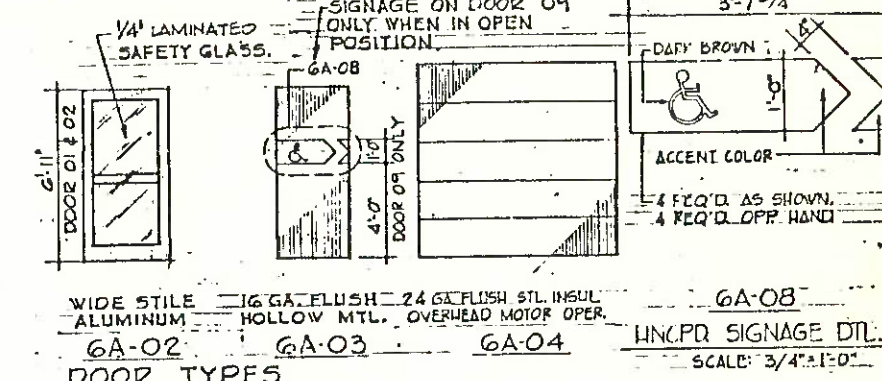 1/4" LAMINATED
SAFETY GLASS.
SIGNAGE ON DOOR 09
ONLY WHEN IN OPEN
POSITION.
6A-08
6'-11"
DOOR 01 & 02
1'-0"
4'-0"
DOOR 09 ONLY
DARK BROWN
1'-0"
ACCENT COLOR
4 REQ'D. AS SHOWN.
4 REQ'D. OPP. HAND
WIDE STILE
ALUMINUM
6A-02
16 GA. FLUSH
HOLLOW MTL.
6A-03
24 GA. FLUSH STL. INSUL
OVERHEAD MOTOR OPER.
6A-04
DOOR TYPES
6A-08
HNCPD SIGNAGE DTL.
SCALE: 3/4"=1'-0"